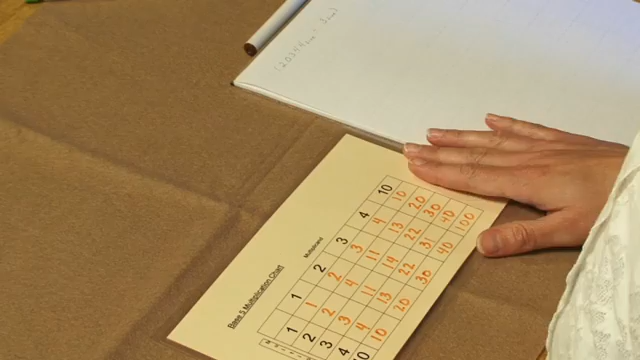 Base 5 Multiplication Chart
Multiplicand
1 2 3 4 10
1 1 2 3 4 10
2 2 4 11 13 20
3 3 11 14 22 30
4 4 13 22 31 40
10 10 20 30 40 100